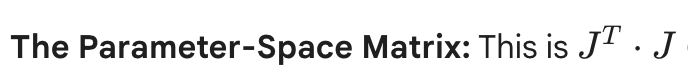 The Parameter-Space Matrix: This is J^T · J